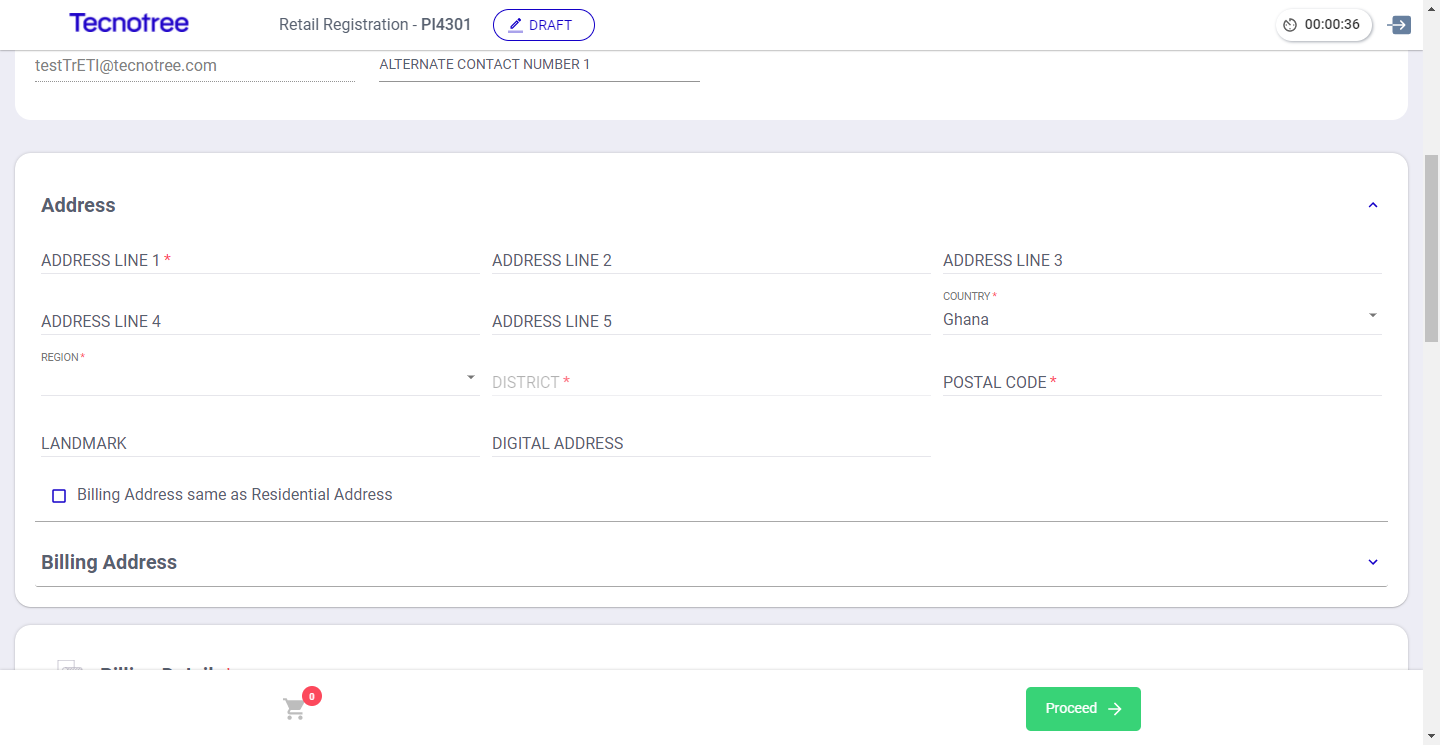 Tecnotree
Retail Registration - PI4301
DRAFT
00:00:36
testTrETI@tecnotree.com
ALTERNATE CONTACT NUMBER 1
Address
ADDRESS LINE 1 *
ADDRESS LINE 2
ADDRESS LINE 3
ADDRESS LINE 4
ADDRESS LINE 5
COUNTRY *
Ghana
REGION *
DISTRICT *
POSTAL CODE *
LANDMARK
DIGITAL ADDRESS
Billing Address same as Residential Address
Billing Address
0
Proceed